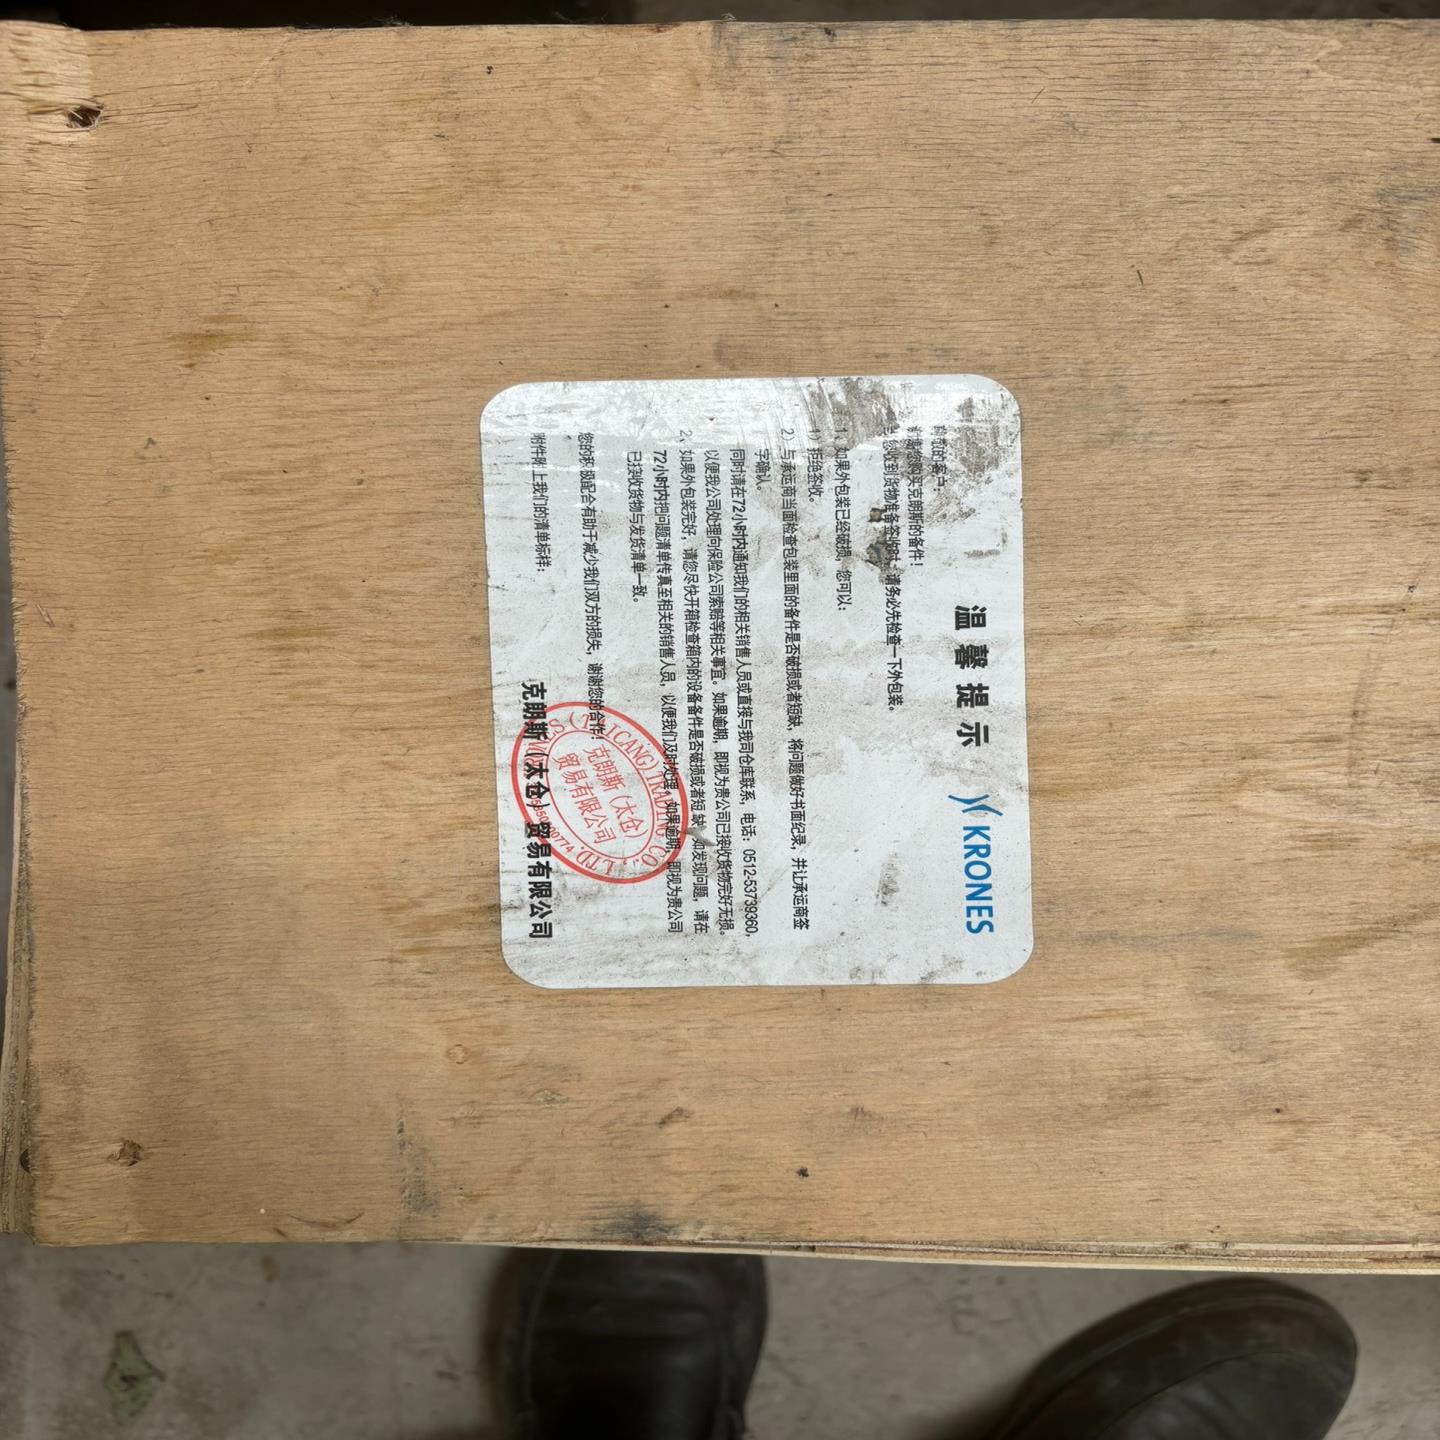 温馨提示
KRONES
尊敬的客户：
谢您购买克朗斯的备件！
当您收到货物准备签收时，请务必先检查一下外包装。
1、如果外包装已经破损，您可以：
1）拒绝签收。
2）与承运商当面检查包装里面的备件是否破损或者短缺，将问题做好书面纪录，并让承运商签
字确认。
同时请在72小时内通知我们的相关销售人员或直接与我司仓库联系，电话：0512-53739360，
以便我公司处理向保险公司索赔等相关事宜。如果逾期，即视为贵公司已接收货物完好无损。
2、如果外包装完好，请您尽快开箱检查箱内的设备备件是否破损或者短缺，如发现问题，请在
72小时内把问题清单传真至相关的销售人员，以便我们及时处理，如果逾期，即视为贵公司
已接收货物与发货清单一致。
您的积极配合有助于减少我们双方的损失，谢谢您的合作！
附件附上我们的清单标样：
克朗斯（太仓）贸易有限公司
(TAICANG) TRADING CO., LTD.
克朗斯（太仓）
贸易有限公司